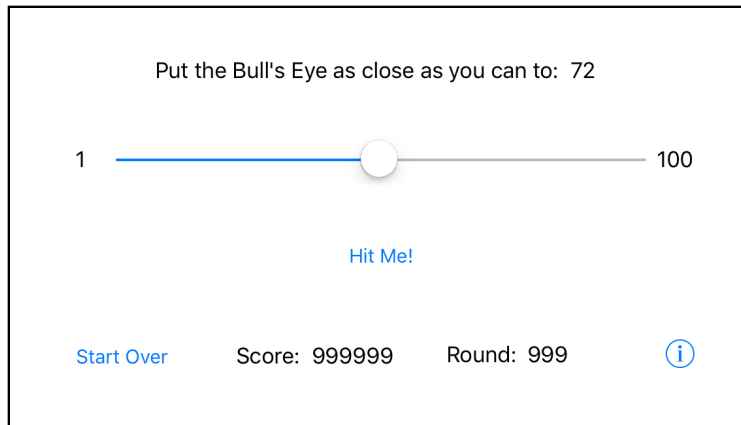 Put the Bull's Eye as close as you can to: 72
1 100
Hit Me!
Start Over Score: 999999 Round: 999 i